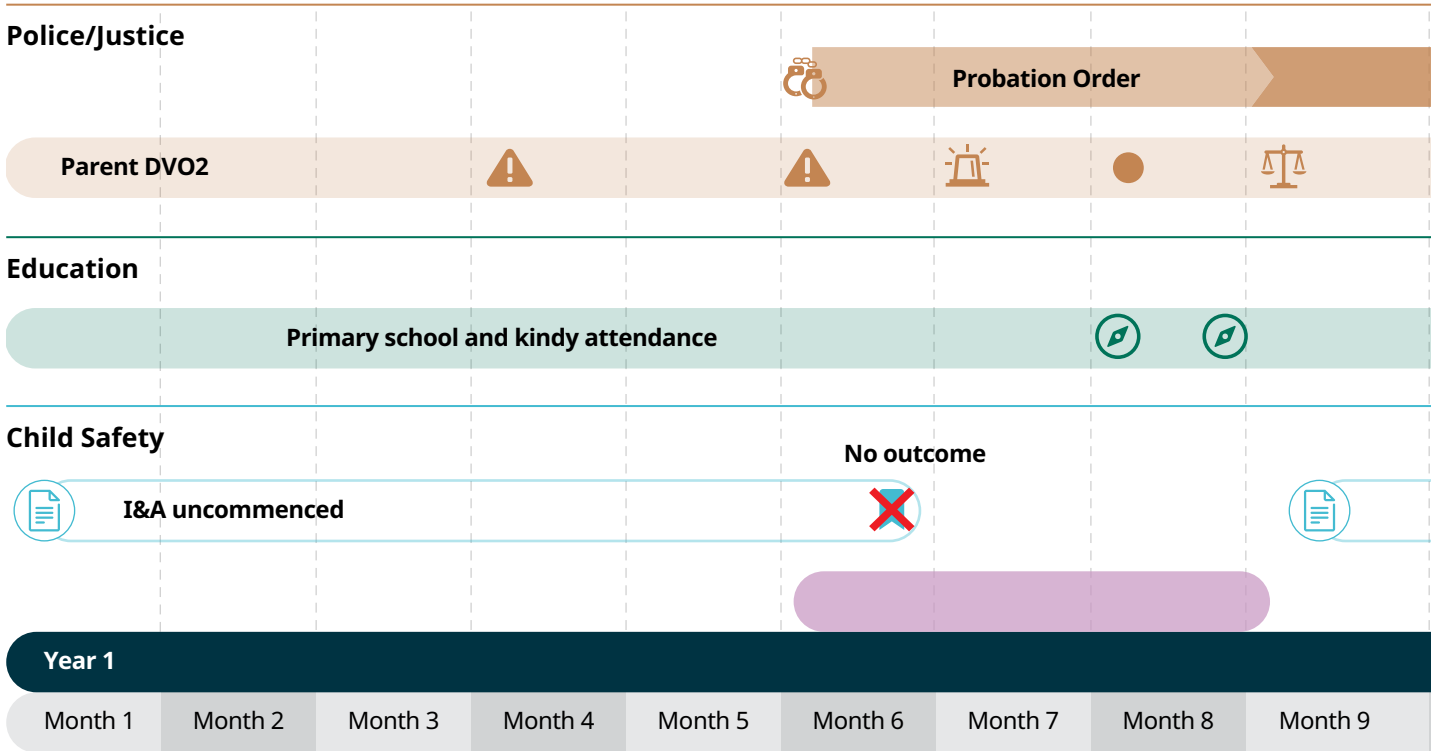 Police/Justice
Probation Order
Parent DVO2
Education
Primary school and kindy attendance
Child Safety
No outcome
I&A uncommenced
Year 1
Month 1 Month 2 Month 3 Month 4 Month 5 Month 6 Month 7 Month 8 Month 9